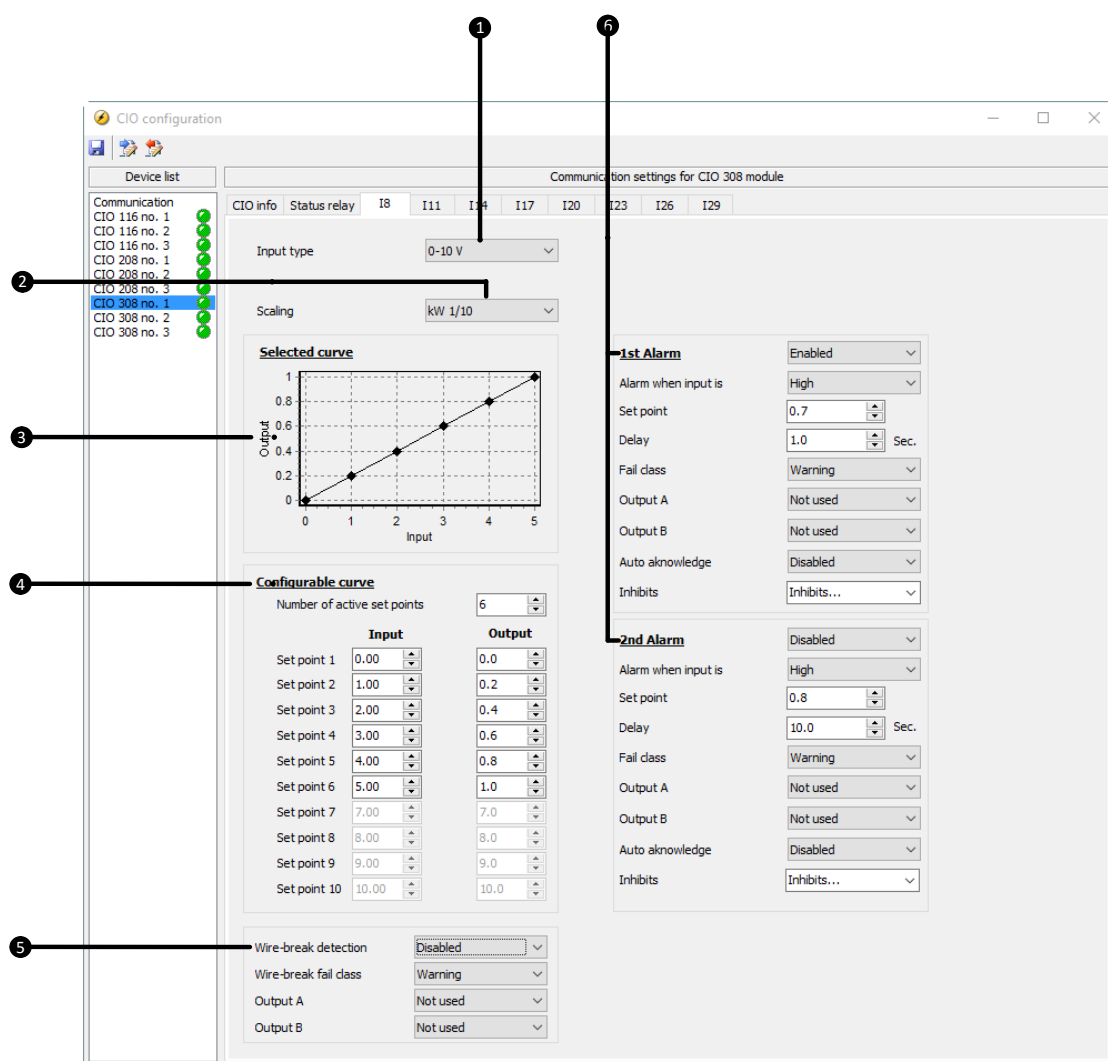 1
6
CIO configuration
Device list
Communication settings for CIO 308 module
Communication
CIO 116 no. 1
CIO 116 no. 2
CIO 116 no. 3
CIO 208 no. 1
CIO 208 no. 2
CIO 208 no. 3
CIO 308 no. 1
CIO 308 no. 2
CIO 308 no. 3
CIO info Status relay I8 I11 I14 I17 I20 I23 I26 I29
Input type 0-10 V
2
Scaling kW 1/10
Selected curve
1
0.8
0.6
0.4
0.2
0
Output
3
0 1 2 3 4 5
Input
4
Configurable curve
Number of active set points 6
Input Output
Set point 1 0.00 0.0
Set point 2 1.00 0.2
Set point 3 2.00 0.4
Set point 4 3.00 0.6
Set point 5 4.00 0.8
Set point 6 5.00 1.0
Set point 7 7.00 7.0
Set point 8 8.00 8.0
Set point 9 9.00 9.0
Set point 10 10.00 10.0
5
Wire-break detection Disabled
Wire-break fail class Warning
Output A Not used
Output B Not used
1st Alarm Enabled
Alarm when input is High
Set point 0.7
Delay 1.0 Sec.
Fail class Warning
Output A Not used
Output B Not used
Auto aknowledge Disabled
Inhibits Inhibits...
2nd Alarm Disabled
Alarm when input is High
Set point 0.8
Delay 10.0 Sec.
Fail class Warning
Output A Not used
Output B Not used
Auto aknowledge Disabled
Inhibits Inhibits...